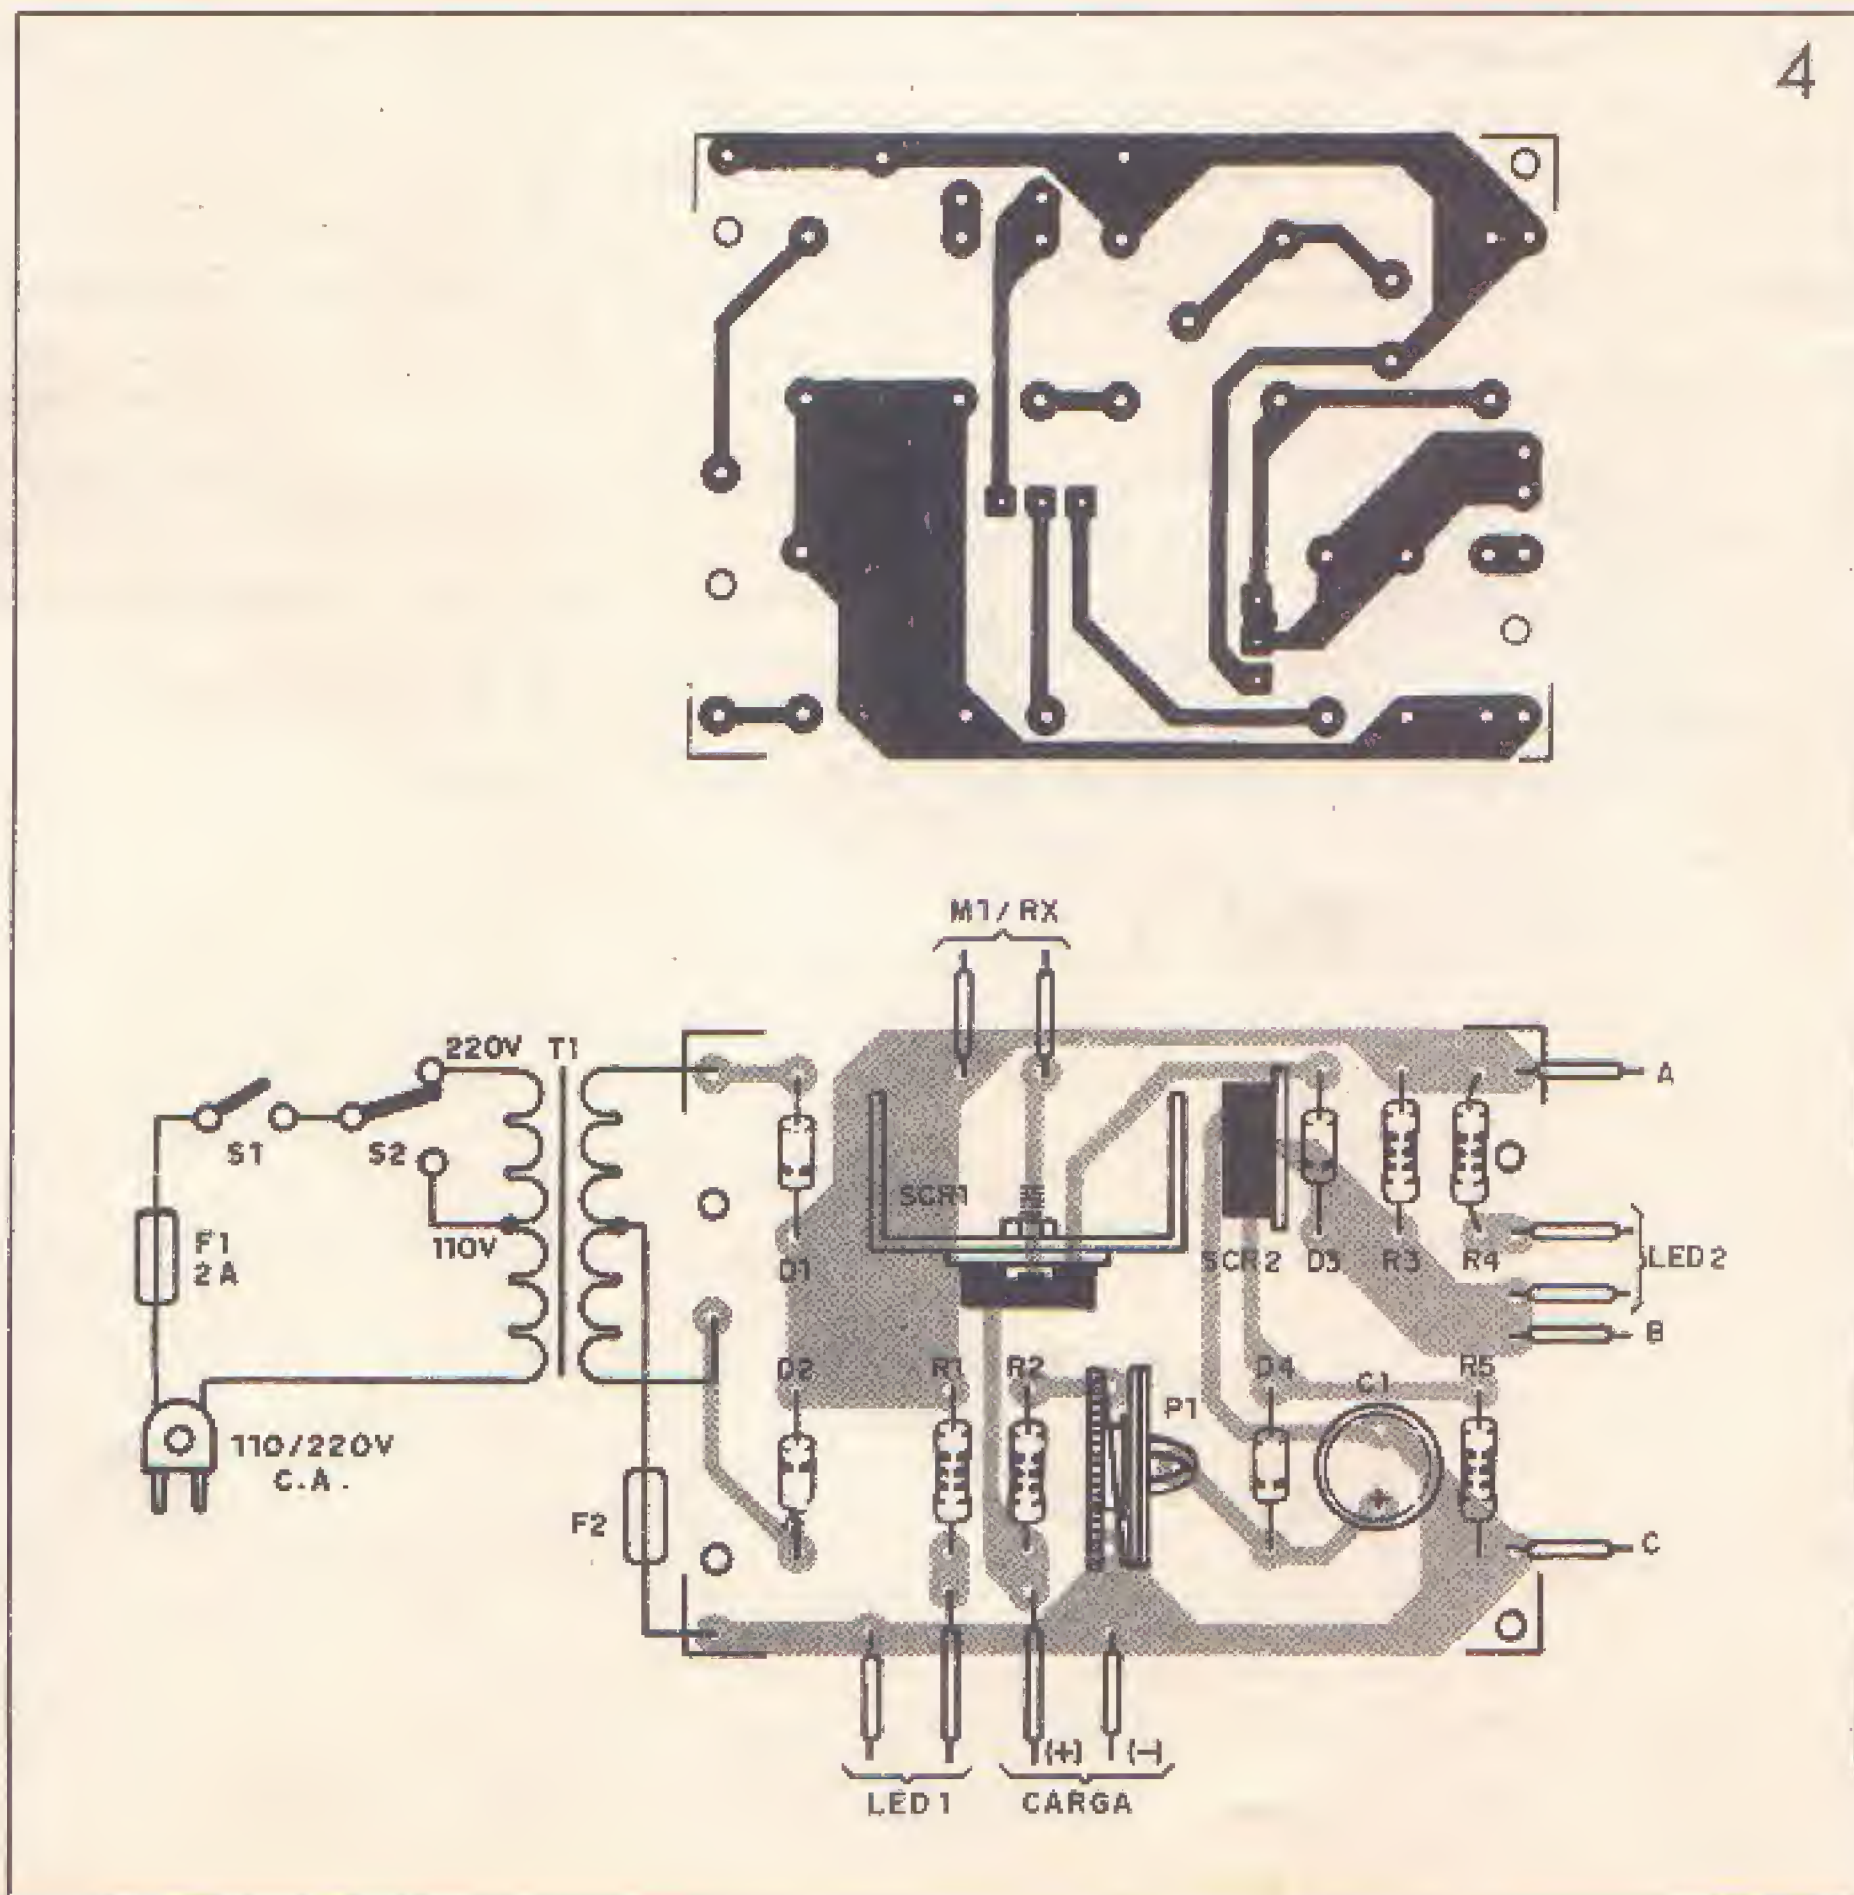 4
M1/RX
220V T1
A
S1 S2
SCR1
F1
2A
110V
D1
SCR2 D3 R3 R4
LED2
B
D2 R1 R2 D4 C1 R5
P1
110/220V
C.A.
+
F2
C
(+) (-)
LED1 CARGA